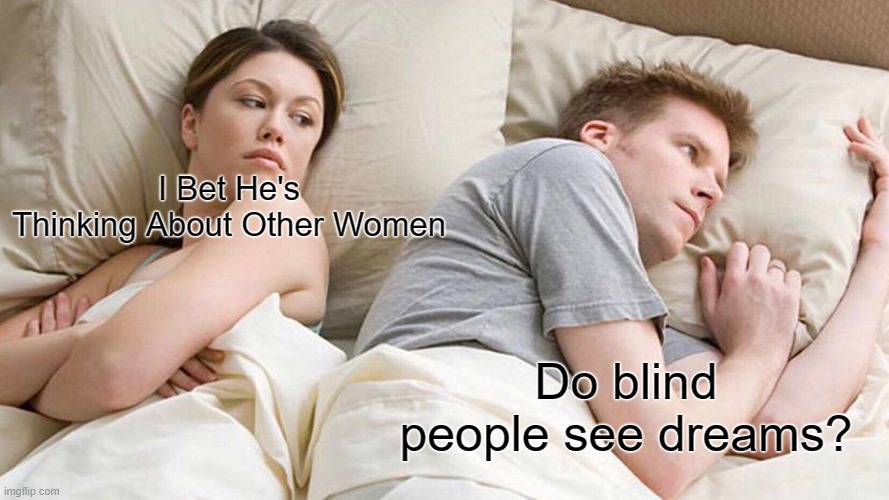 I Bet He's
Thinking About Other Women
Do blind
people see dreams?
imgflip.com